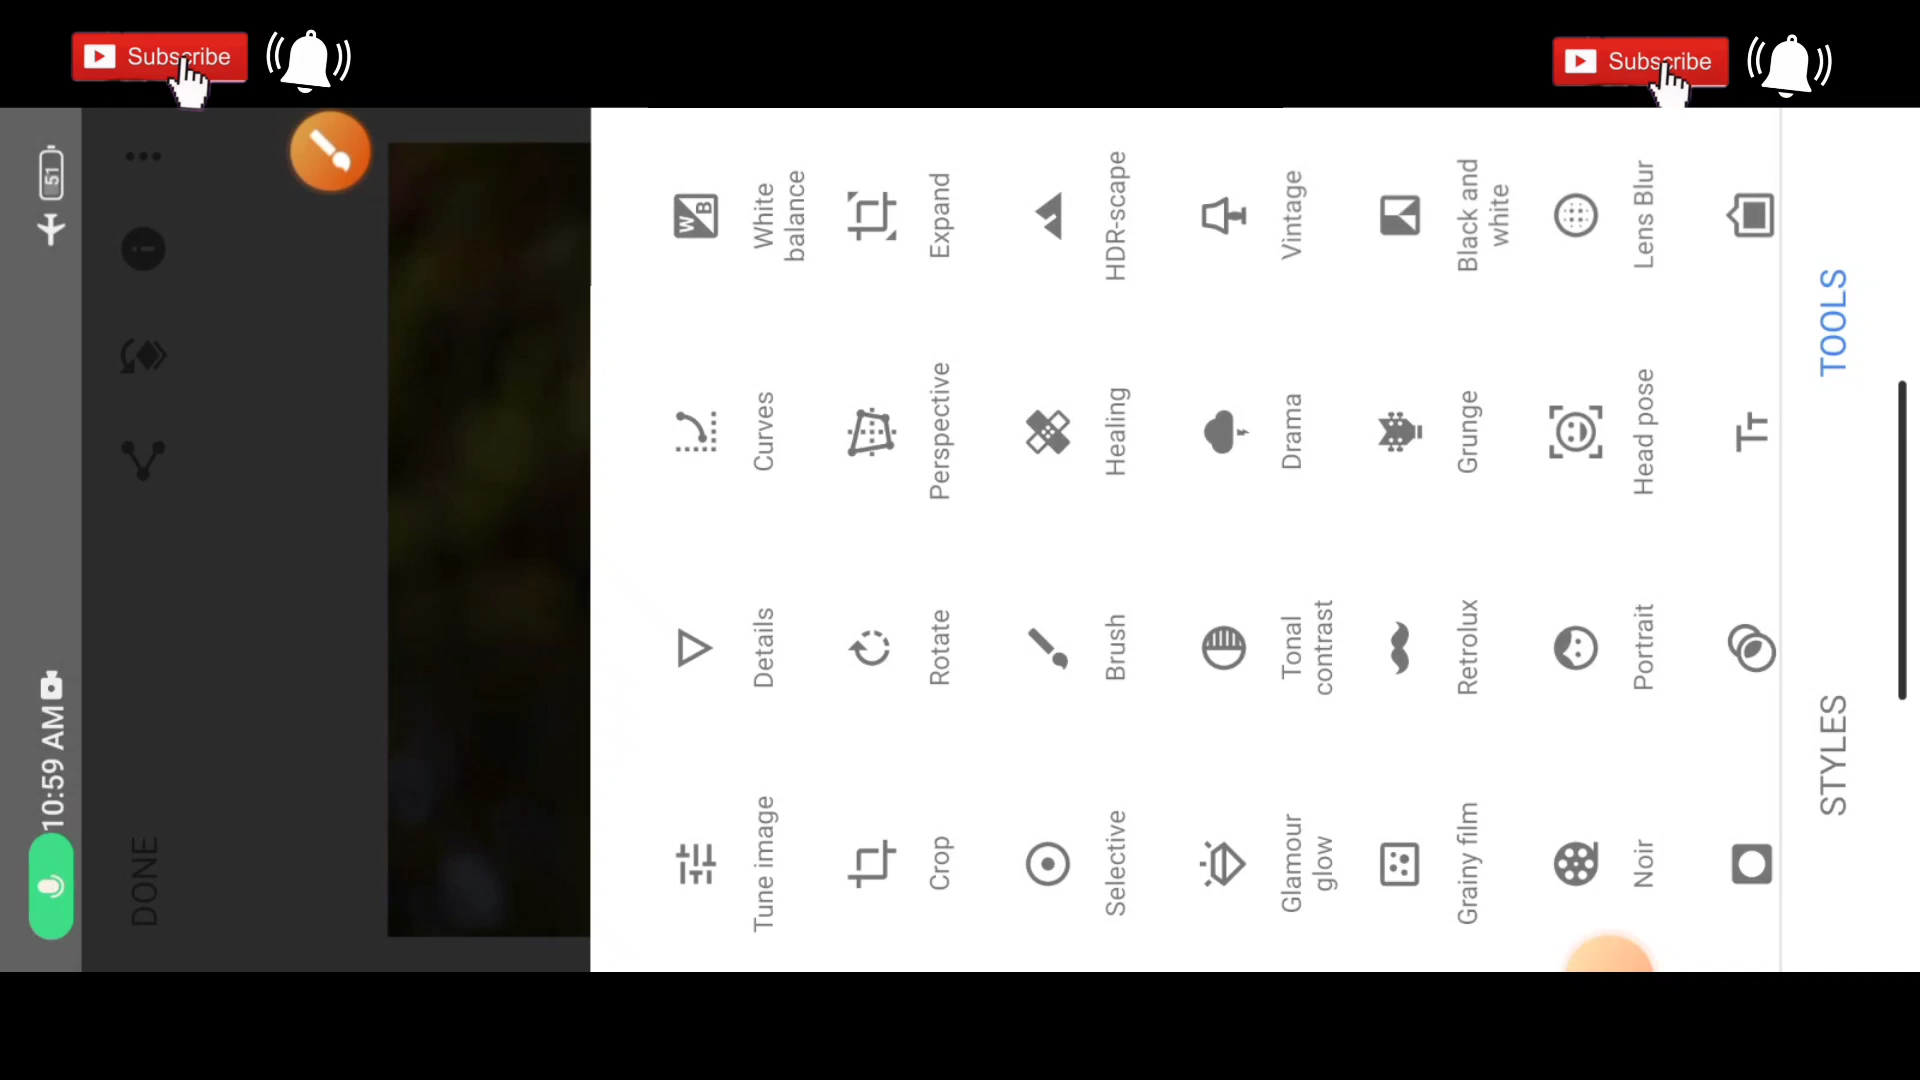 Subscribe
Subscribe
10:59 AM
51
DONE
Tune image
Details
Curves
White
balance
Crop
Rotate
Perspective
Expand
Selective
Brush
Healing
HDR-scape
Glamour
glow
Tonal
contrast
Drama
Vintage
Grainy film
Retrolux
Grunge
Black and
white
Noir
Portrait
Head pose
Lens Blur
STYLES
TOOLS